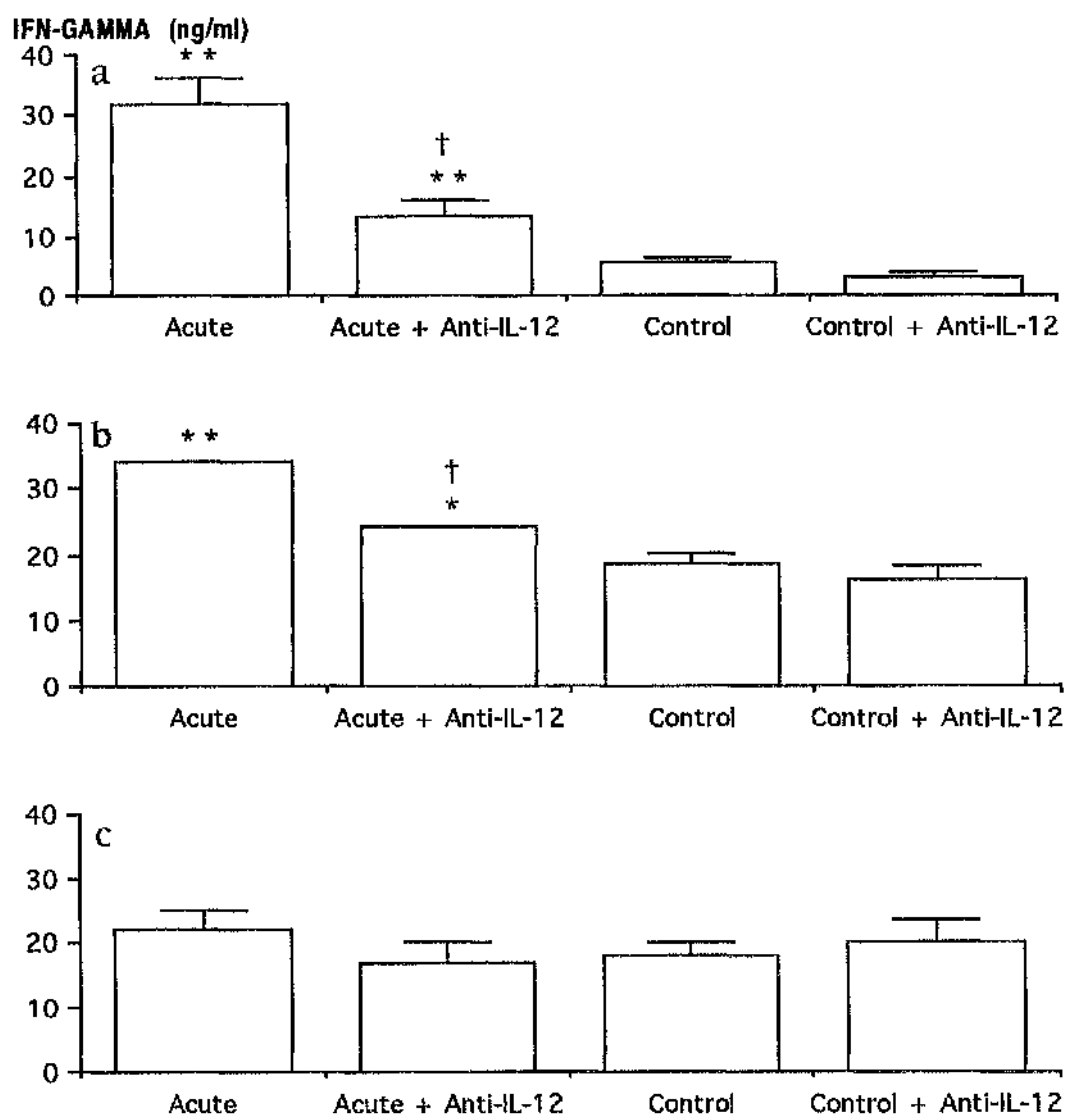 IFN-GAMMA (ng/ml)
40
a
**
30
†
20
**
10
0
Acute
Acute + Anti-IL-12
Control
Control + Anti-IL-12
40
b
**
30
†
*
20
10
0
Acute
Acute + Anti-IL-12
Control
Control + Anti-IL-12
40
c
30
20
10
0
Acute
Acute + Anti-IL-12
Control
Control + Anti-IL-12